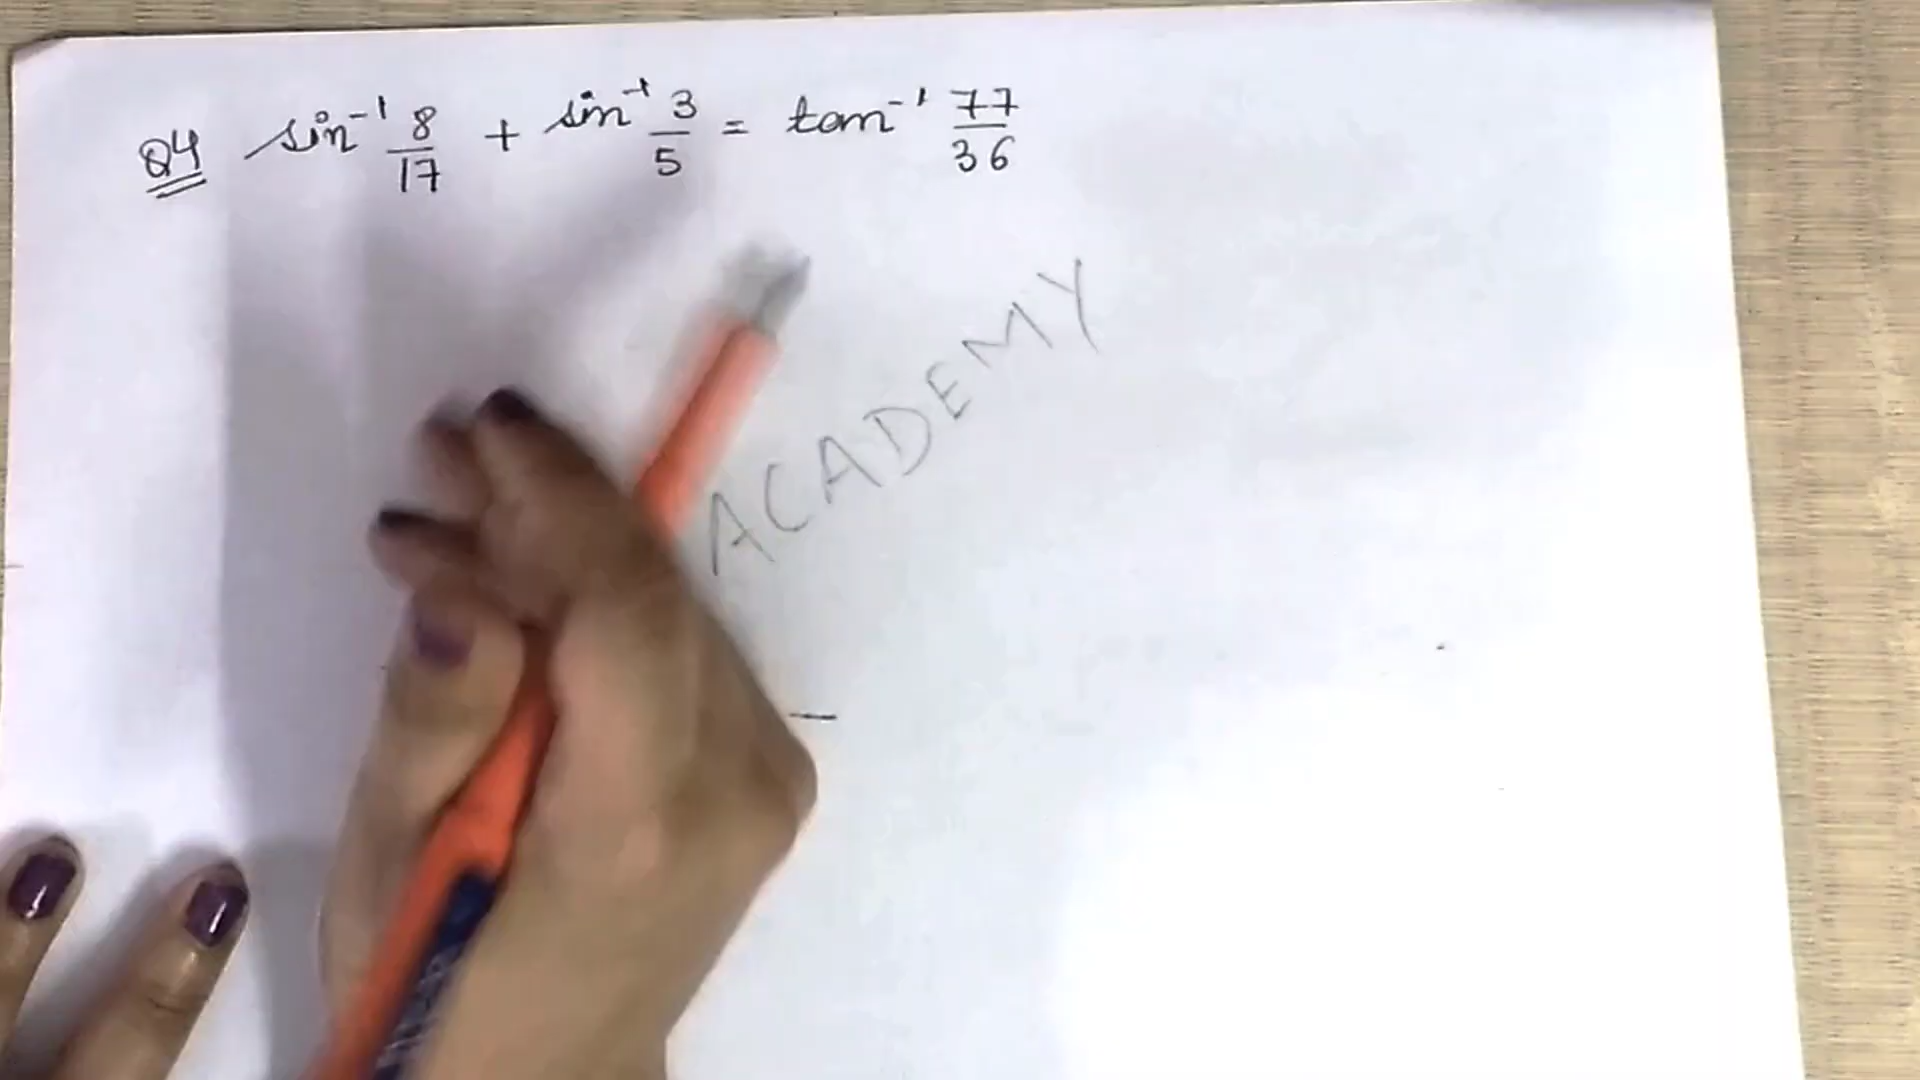 Q4 sin⁻¹ 8/17 + sin⁻¹ 3/5 = tan⁻¹ 77/36
ACADEMY